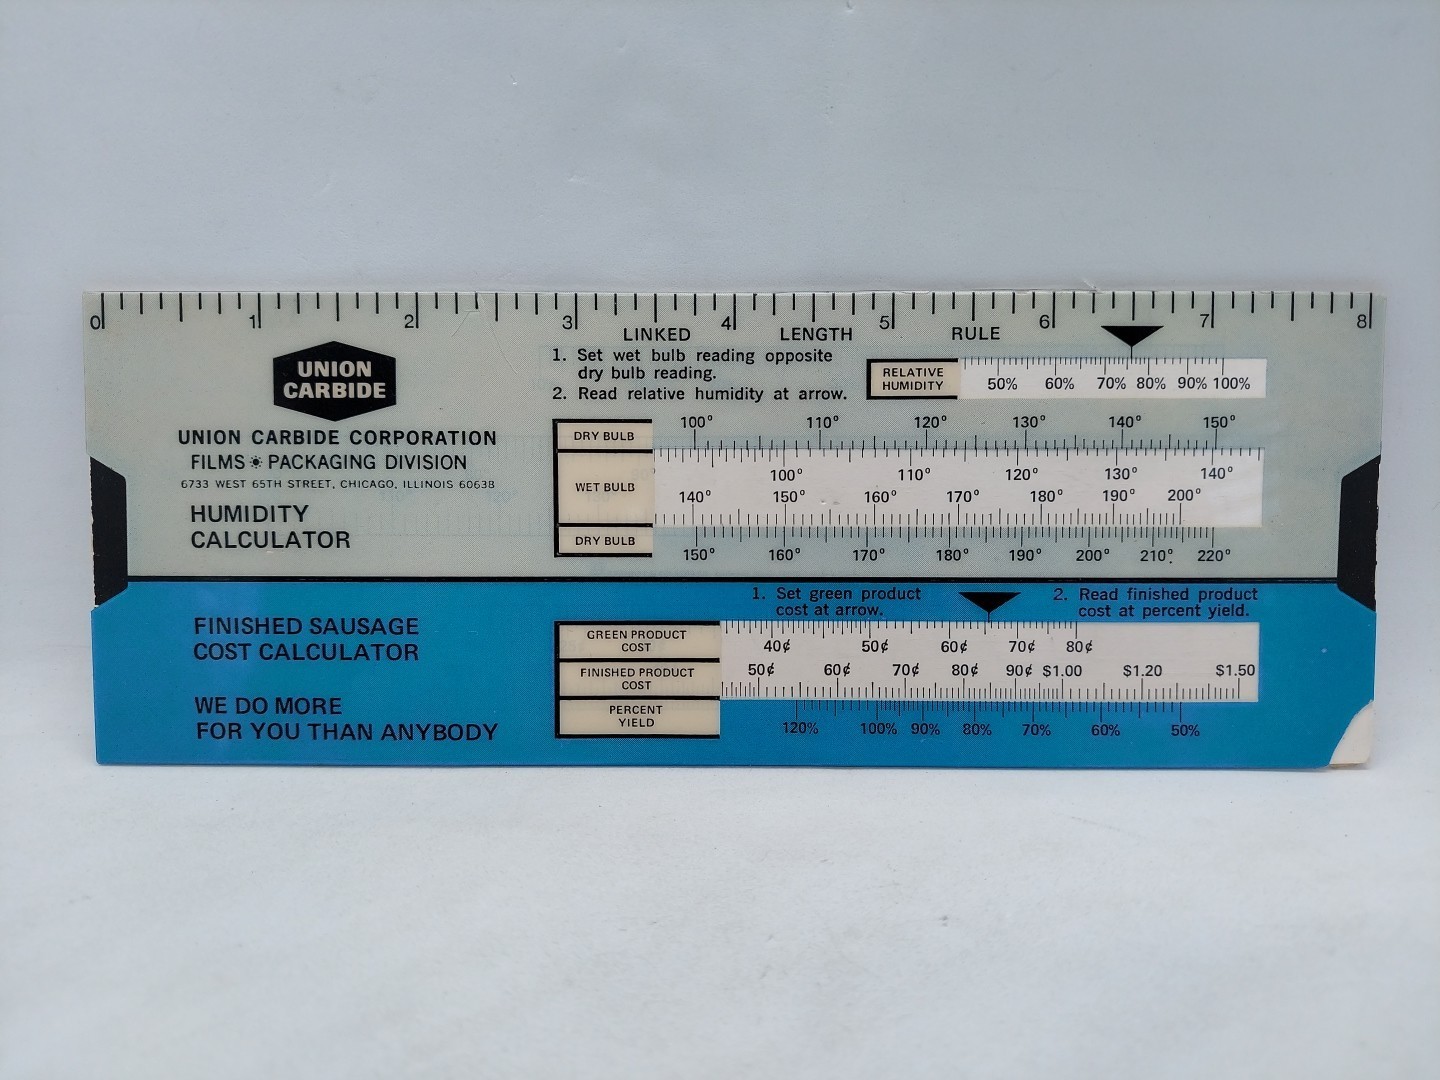 0 1 2 3 4 5 6 7 8
LINKED LENGTH RULE
UNION
CARBIDE
UNION CARBIDE CORPORATION
FILMS PACKAGING DIVISION
6733 WEST 65TH STREET, CHICAGO, ILLINOIS 60638
HUMIDITY
CALCULATOR
1. Set wet bulb reading opposite
dry bulb reading.
2. Read relative humidity at arrow.
RELATIVE
HUMIDITY
50% 60% 70% 80% 90% 100%
100° 110° 120° 130° 140° 150°
DRY BULB
100° 110° 120° 130° 140°
WET BULB
140° 150° 160° 170° 180° 190° 200°
DRY BULB
150° 160° 170° 180° 190° 200° 210° 220°
FINISHED SAUSAGE
COST CALCULATOR
WE DO MORE
FOR YOU THAN ANYBODY
1. Set green product
cost at arrow.
2. Read finished product
cost at percent yield.
GREEN PRODUCT
COST
40¢ 50¢ 60¢ 70¢ 80¢
FINISHED PRODUCT
COST
50¢ 60¢ 70¢ 80¢ 90¢ $1.00 $1.20 $1.50
PERCENT
YIELD
120% 100% 90% 80% 70% 60% 50%